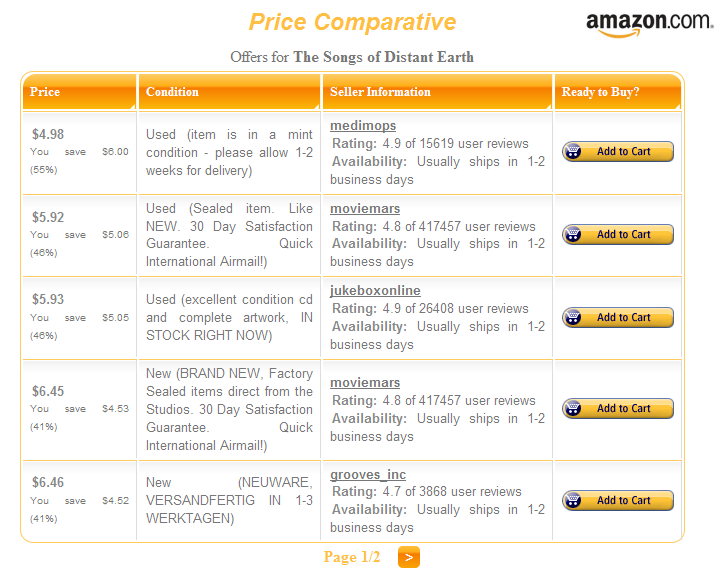 Price Comparative
amazon.com.
Offers for The Songs of Distant Earth
Price
Condition
Seller Information
Ready to Buy?
$4.98
You save $6.00
(55%)
Used (item is in a mint
condition - please allow 1-2
weeks for delivery)
medimops
Rating: 4.9 of 15619 user reviews
Availability: Usually ships in 1-2
business days
Add to Cart
$5.92
You save $5.06
(46%)
Used (Sealed item. Like
NEW. 30 Day Satisfaction
Guarantee. Quick
International Airmail!)
moviemars
Rating: 4.8 of 417457 user reviews
Availability: Usually ships in 1-2
business days
Add to Cart
$5.93
You save $5.05
(46%)
Used (excellent condition cd
and complete artwork, IN
STOCK RIGHT NOW)
jukeboxonline
Rating: 4.9 of 26408 user reviews
Availability: Usually ships in 1-2
business days
Add to Cart
$6.45
You save $4.53
(41%)
New (BRAND NEW, Factory
Sealed items direct from the
Studios. 30 Day Satisfaction
Guarantee. Quick
International Airmail!)
moviemars
Rating: 4.8 of 417457 user reviews
Availability: Usually ships in 1-2
business days
Add to Cart
$6.46
You save $4.52
(41%)
New (NEUWARE,
VERSANDFERTIG IN 1-3
WERKTAGEN)
grooves_inc
Rating: 4.7 of 3868 user reviews
Availability: Usually ships in 1-2
business days
Add to Cart
Page 1/2 >